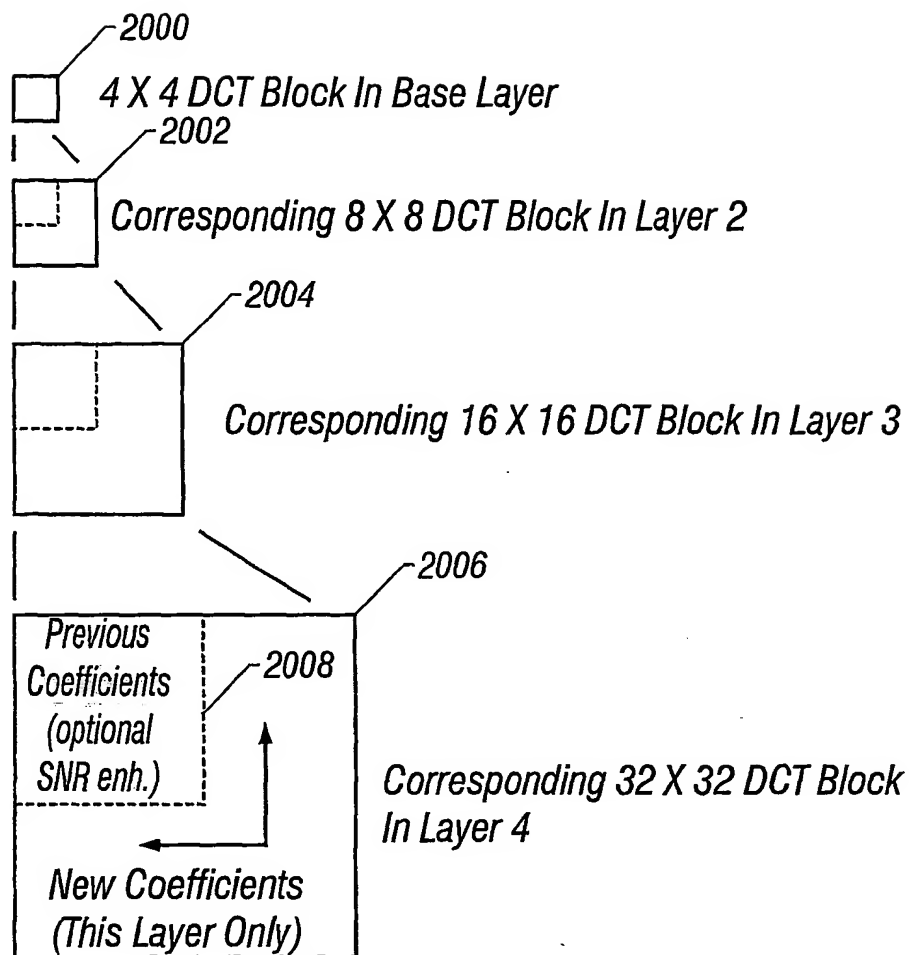 2000
4 X 4 DCT Block In Base Layer
2002
Corresponding 8 X 8 DCT Block In Layer 2
2004
Corresponding 16 X 16 DCT Block In Layer 3
2006
Previous
Coefficients
(optional
SNR enh.)
2008
Corresponding 32 X 32 DCT Block
In Layer 4
New Coefficients
(This Layer Only)